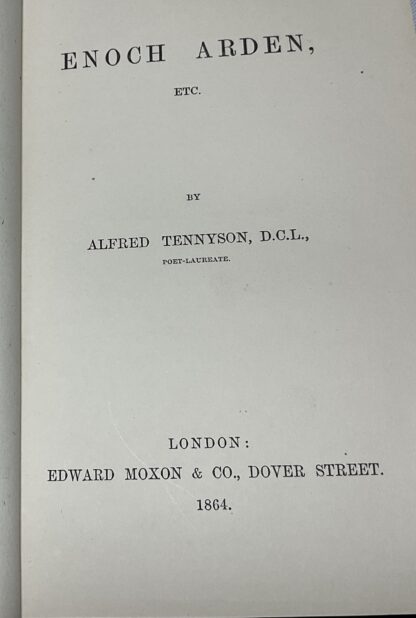 ENOCH ARDEN,
ETC.
BY
ALFRED TENNYSON, D.C.L.,
POET-LAUREATE.
LONDON:
EDWARD MOXON & CO., DOVER STREET.
1864.